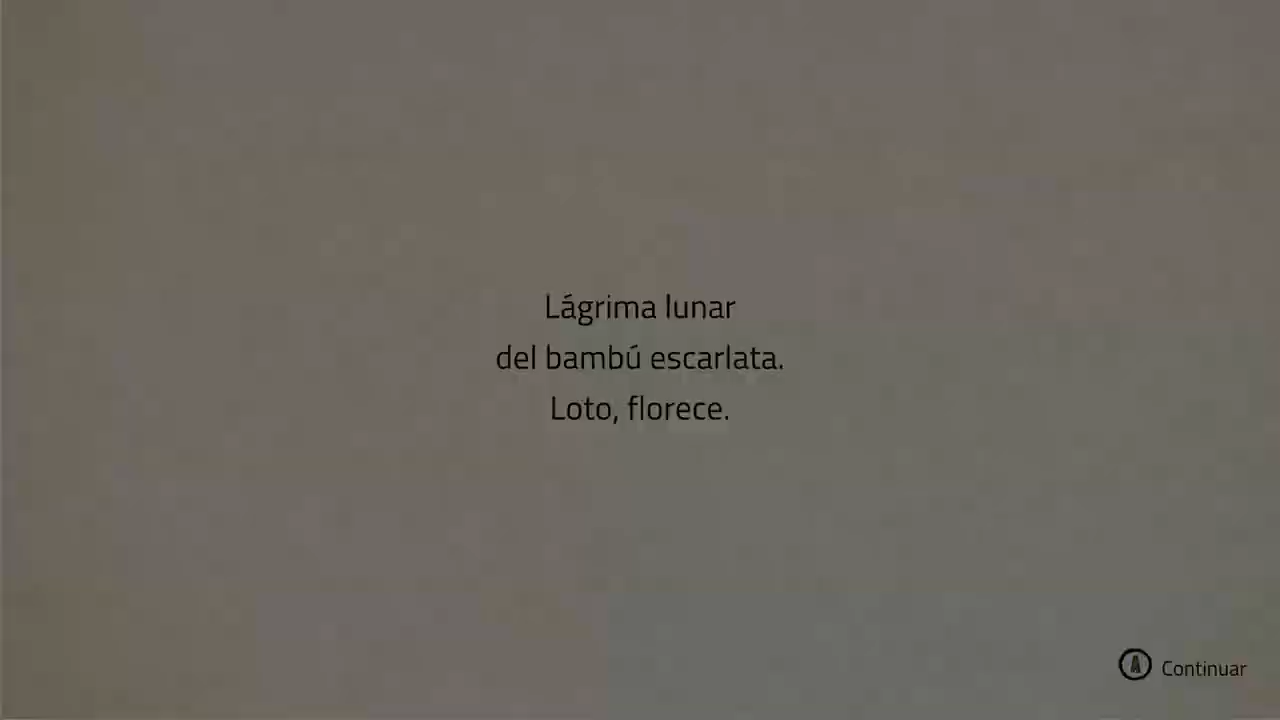 Lágrima lunar
del bambú escarlata.
Loto, florece.
A Continuar